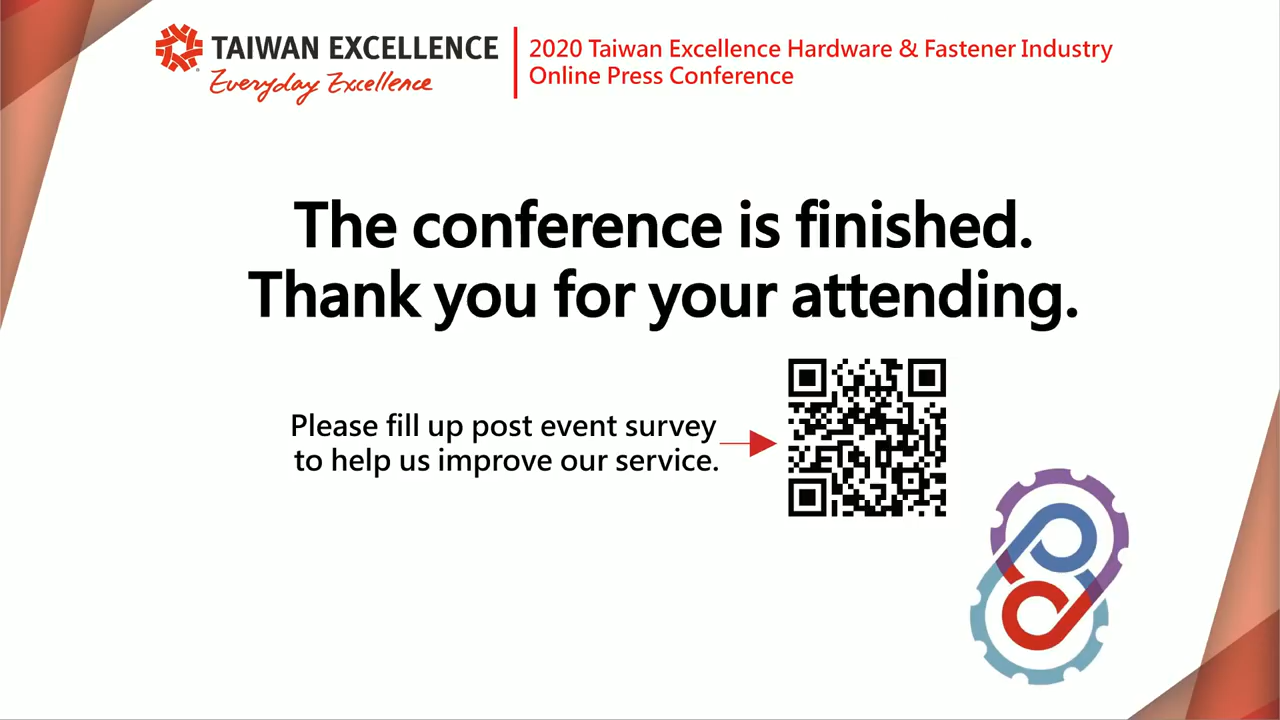 TAIWAN EXCELLENCE
Everyday Excellence
2020 Taiwan Excellence Hardware & Fastener Industry
Online Press Conference
The conference is finished.
Thank you for your attending.
Please fill up post event survey
to help us improve our service.